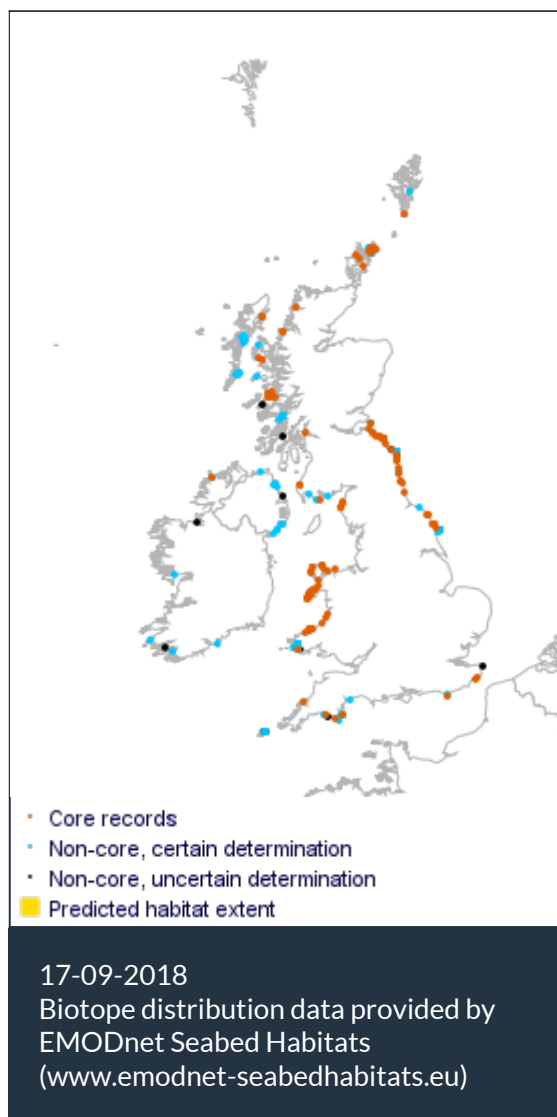 Core records
Non-core, certain determination
Non-core, uncertain determination
Predicted habitat extent
17-09-2018
Biotope distribution data provided by
EMODnet Seabed Habitats
(www.emodnet-seabedhabitats.eu)